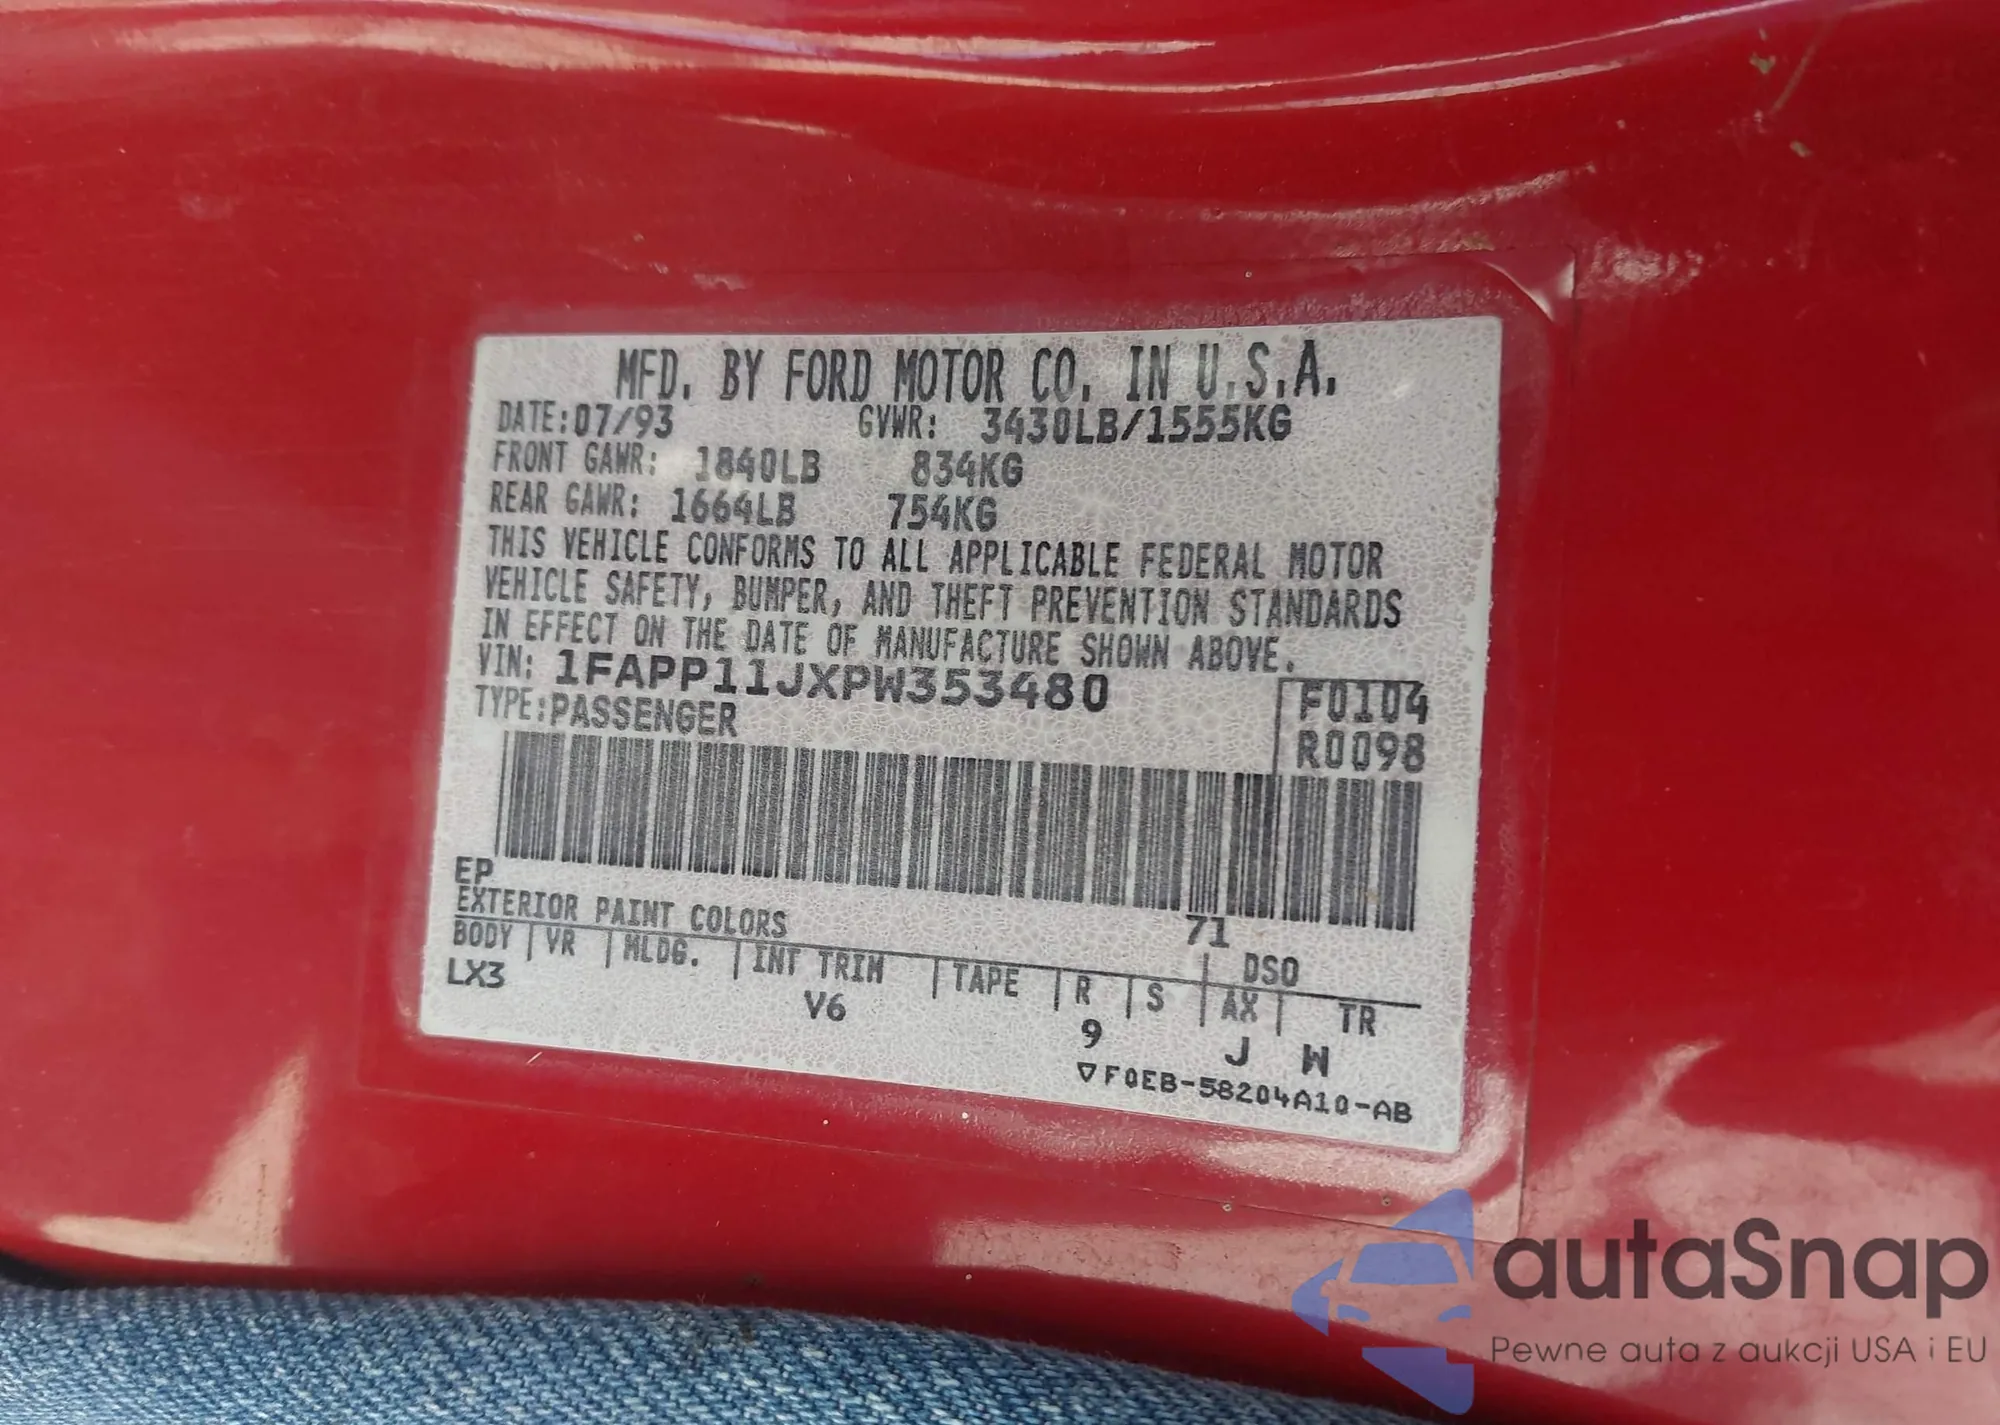 MFD. BY FORD MOTOR CO. IN U.S.A.
DATE:07/93 GVWR: 3430LB/1555KG
FRONT GAWR: 1840LB 834KG
REAR GAWR: 1664LB 754KG
THIS VEHICLE CONFORMS TO ALL APPLICABLE FEDERAL MOTOR
VEHICLE SAFETY, BUMPER, AND THEFT PREVENTION STANDARDS
IN EFFECT ON THE DATE OF MANUFACTURE SHOWN ABOVE.
VIN: 1FAPP11JXPW353480
TYPE:PASSENGER
F0104
R0098
EP
EXTERIOR PAINT COLORS 71 DSO
BODY VR MLDG. INT TRIM TAPE R S AX TR
LX3 V6 9 J W
▽F0EB-58204A10-AB
autaSnap
Pewne auta z aukcji USA i EU